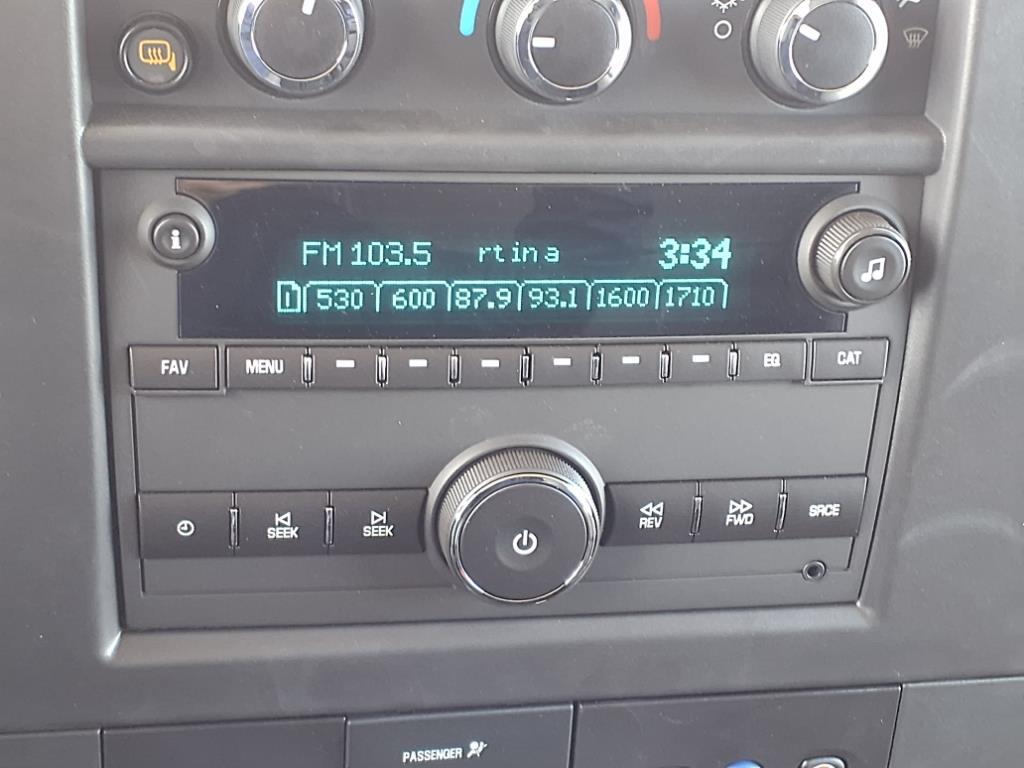 i
FM 103.5 rtina 3:34
1 530 600 87.9 93.1 1600 1710
FAV MENU EQ CAT
SEEK SEEK REV FWD SRCE
PASSENGER